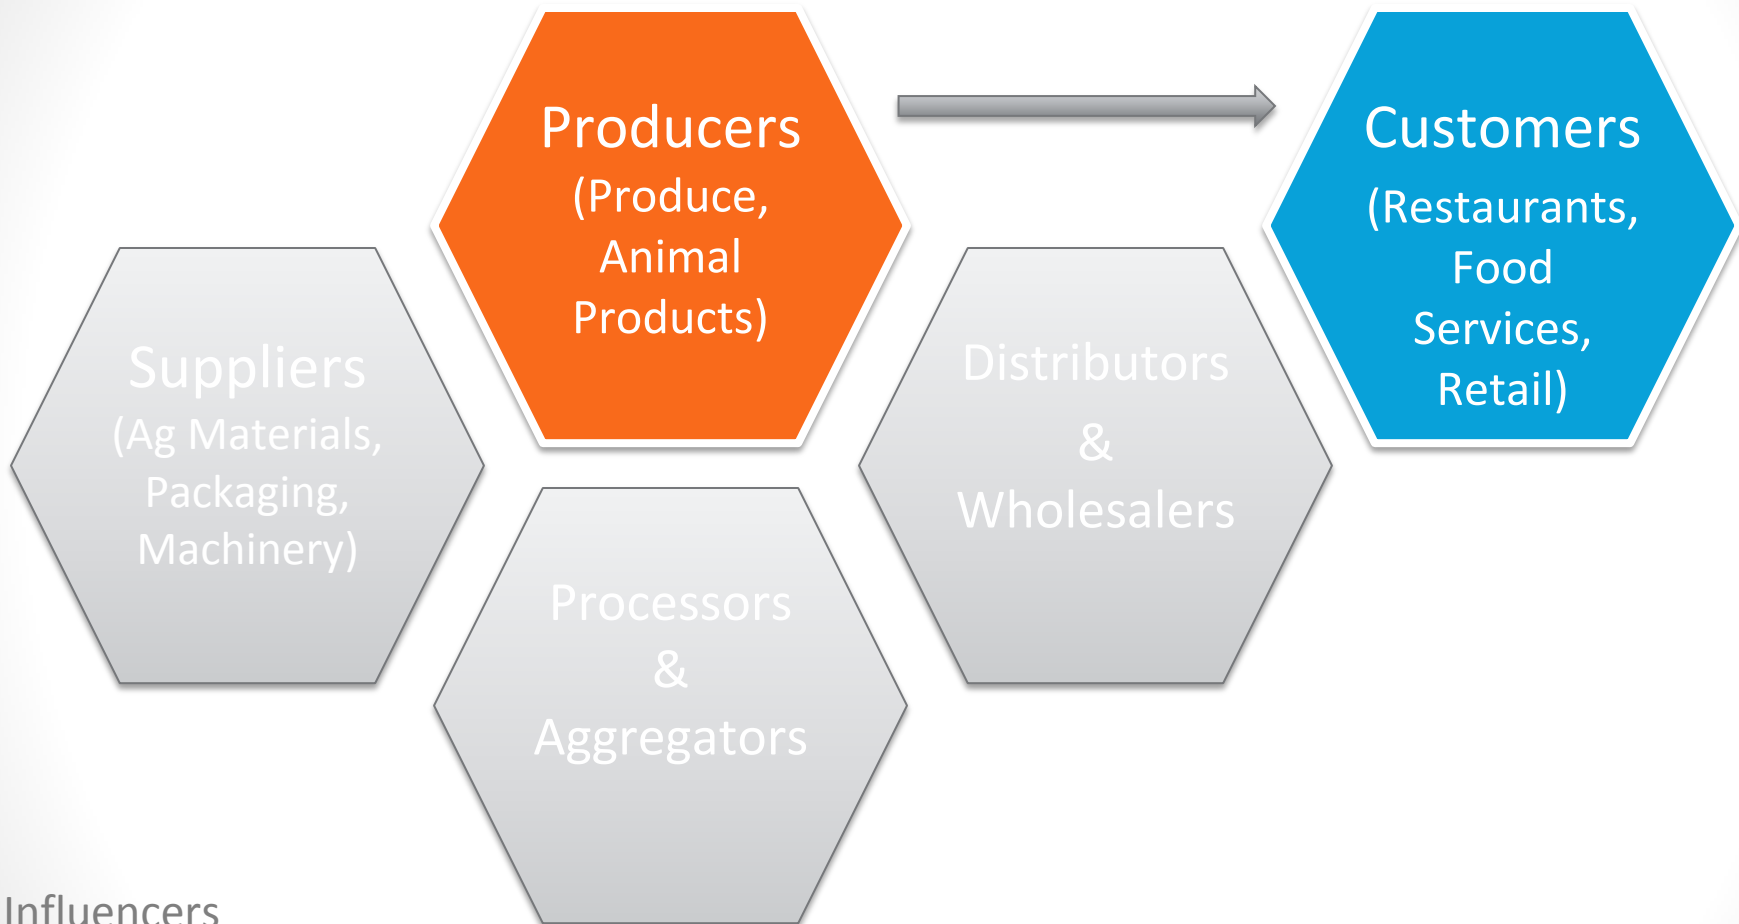 Producers
(Produce,
Animal
Products)
Customers
(Restaurants,
Food
Services,
Retail)
Suppliers
(Ag Materials,
Packaging,
Machinery)
Distributors
&
Wholesalers
Processors
&
Aggregators
Influencers